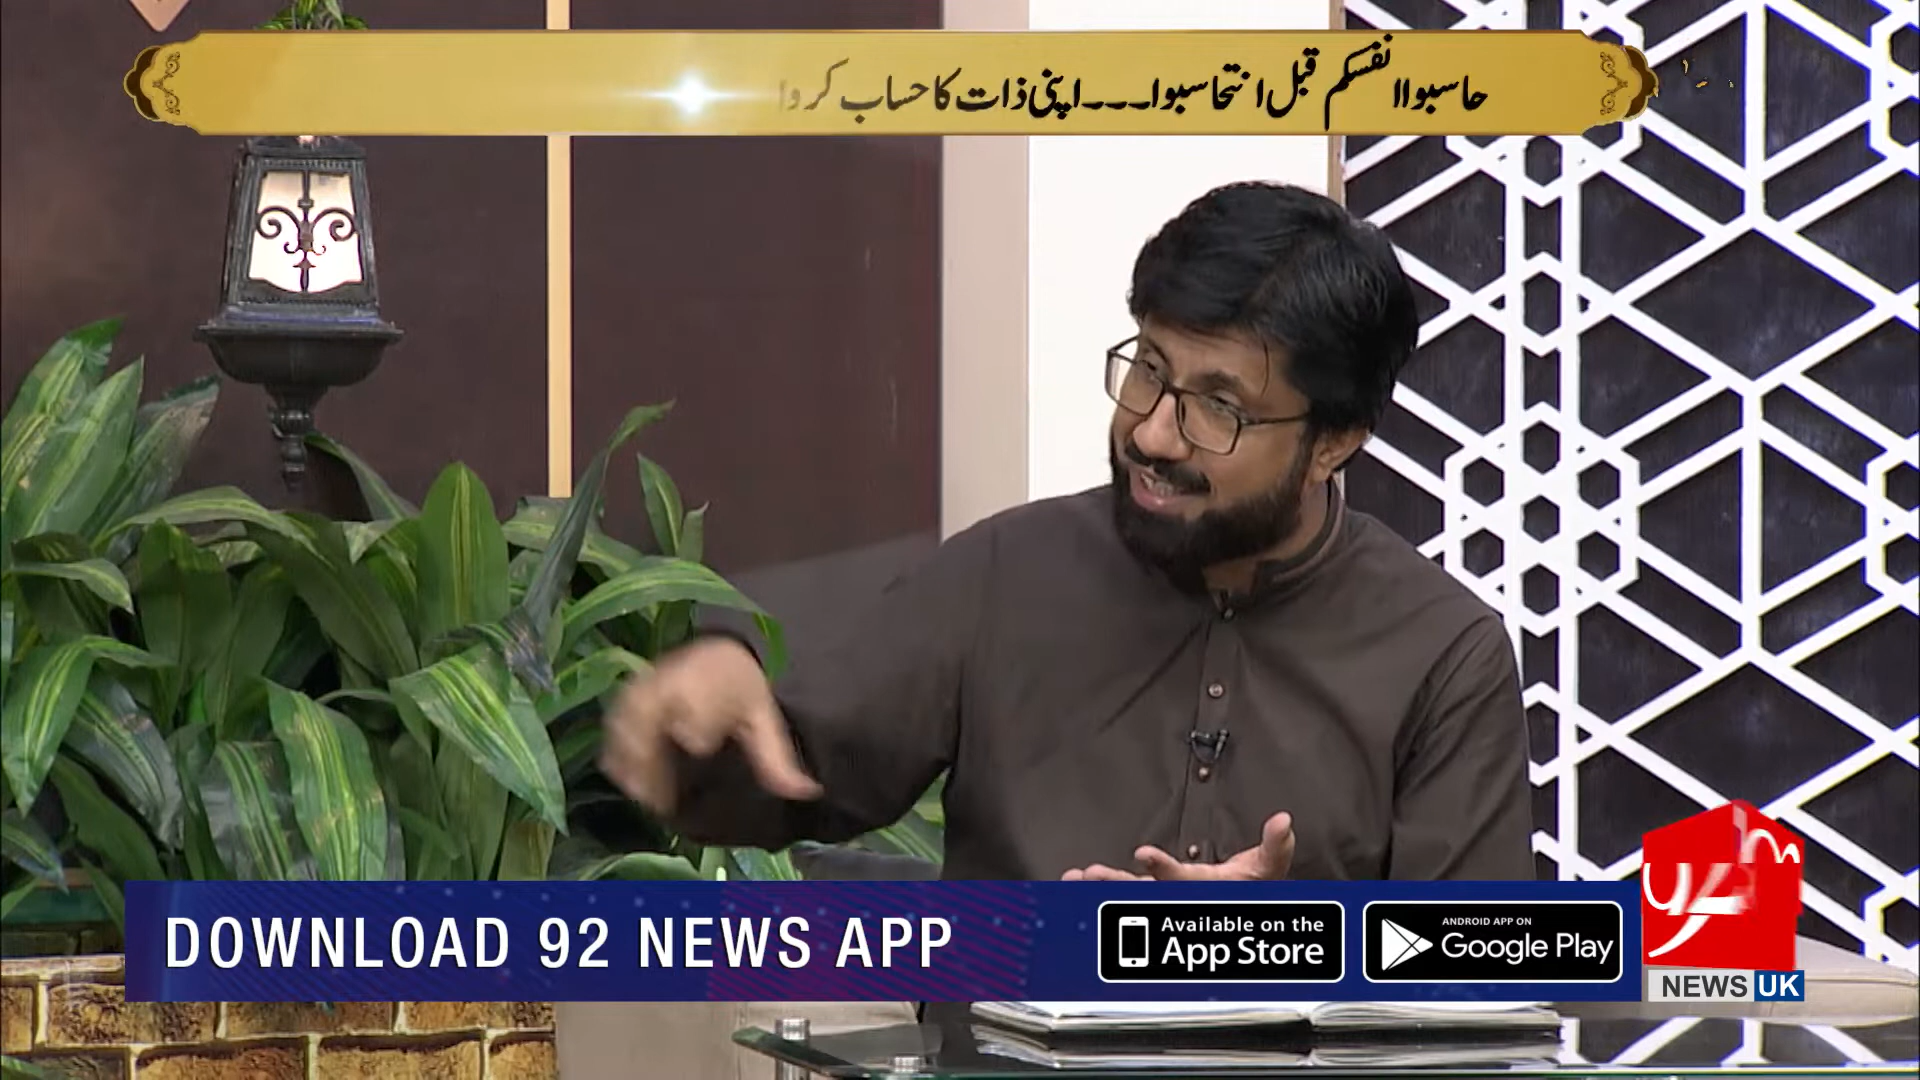 حاسبوا انفسکم قبل ان تحاسبوا۔۔۔اپنی ذات کا حساب کرو
DOWNLOAD 92 NEWS APP
Available on the
App Store
ANDROID APP ON
Google Play
NEWS UK